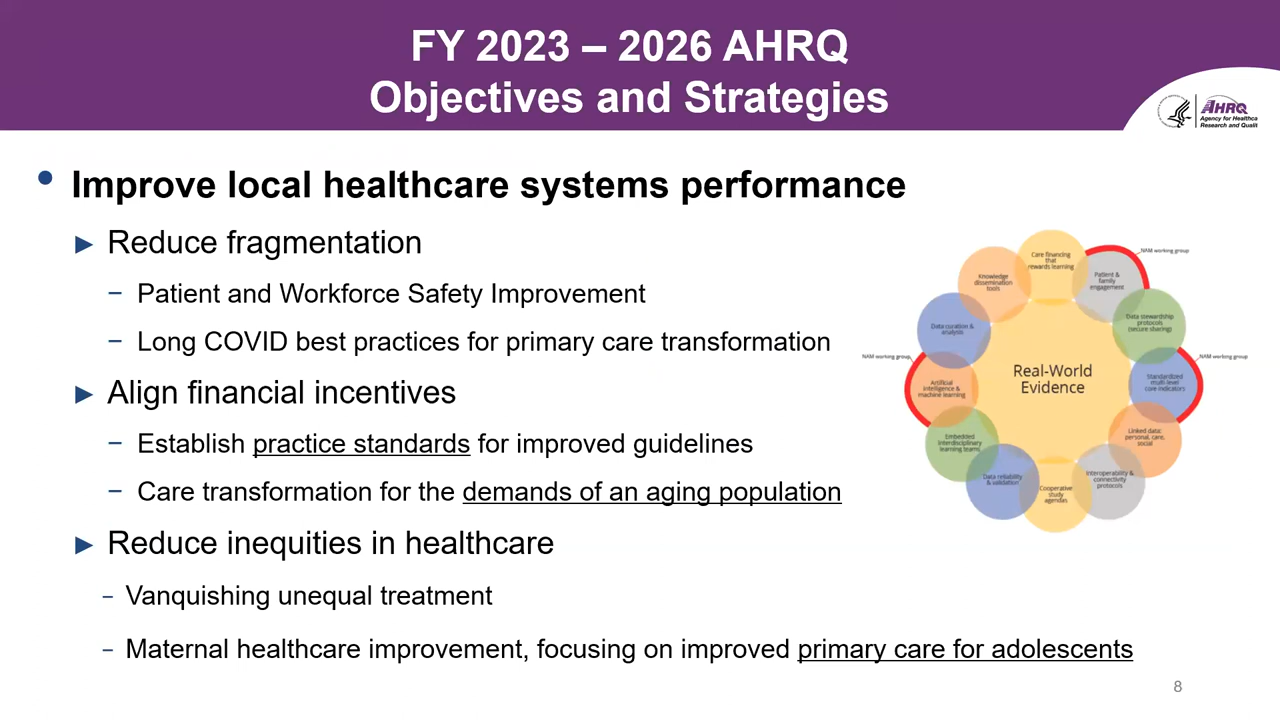 FY 2023 – 2026 AHRQ
Objectives and Strategies
AHRQ
Agency for Healthca
Research and Qualit
• Improve local healthcare systems performance
► Reduce fragmentation
− Patient and Workforce Safety Improvement
− Long COVID best practices for primary care transformation
► Align financial incentives
− Establish practice standards for improved guidelines
− Care transformation for the demands of an aging population
► Reduce inequities in healthcare
− Vanquishing unequal treatment
− Maternal healthcare improvement, focusing on improved primary care for adolescents
Real-World
Evidence
Care financing
that
rewards learning
Patient &
family
engagement
NAM working group
Data stewardship
protocols
(secure sharing)
Standardized
multi-level
core indicators
NAM working group
Linked data:
personal, care,
social
Interoperability &
connectivity
protocols
Cooperative
study
agendas
Data reliability
& validation
Embedded
interdisciplinary
learning teams
Artificial
intelligence &
machine learning
NAM working group
Data curation &
analysis
Knowledge
dissemination
tools
8